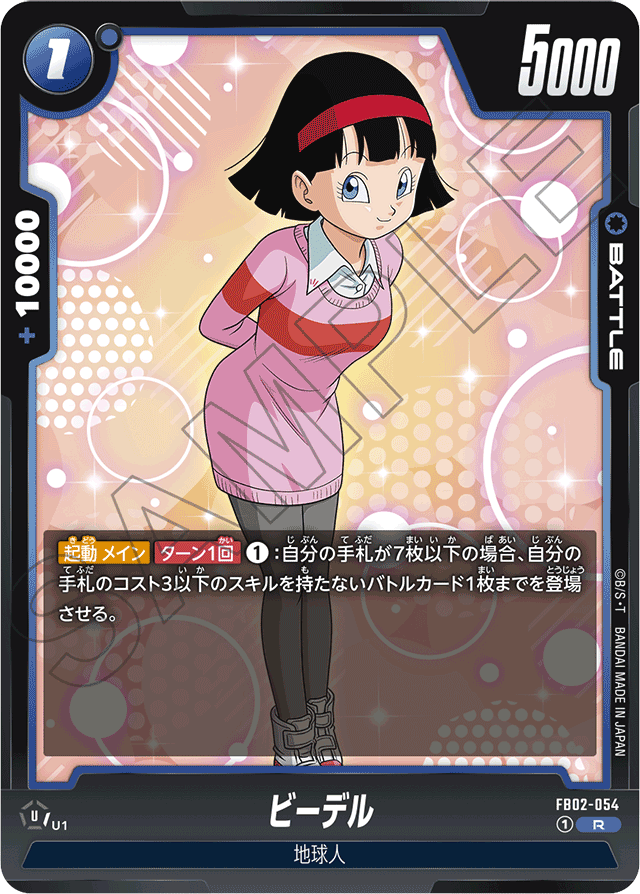 1
5000
+10000
BATTLE
SAMPLE
起動メイン ターン1回 ①:自分の手札が7枚以下の場合、自分の
手札のコスト3以下のスキルを持たないバトルカード1枚までを登場
させる。
©B/S・T BANDAI MADE IN JAPAN
ビーデル
FB02-054
U U1
① R
地球人